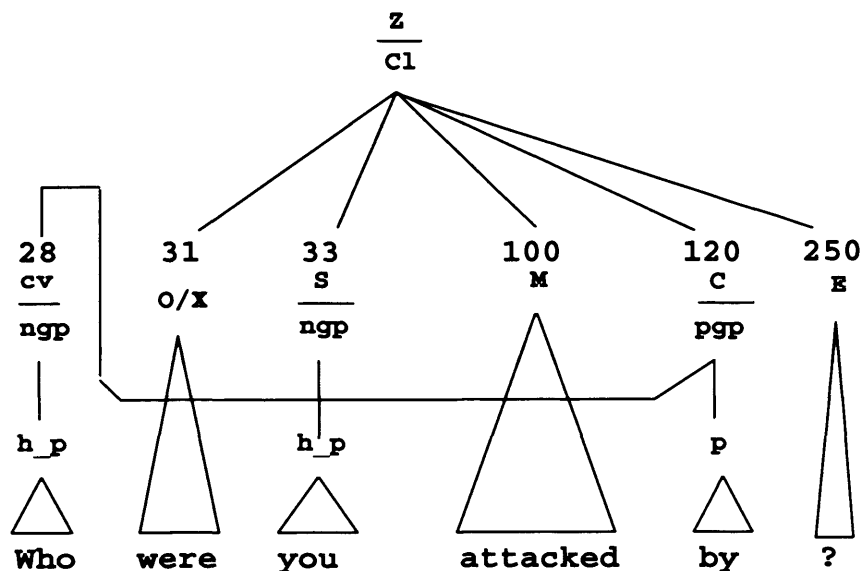 Z
Cl
28 31 33 100 120 250
cv O/X S M C E
ngp ngp pgp
h_p h_p p
Who were you attacked by ?